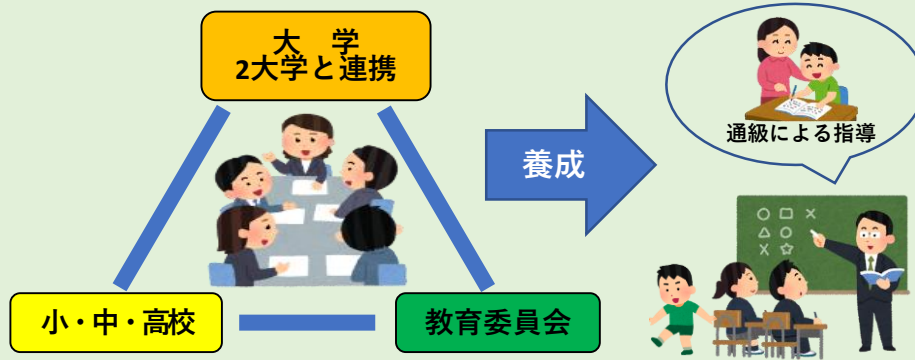 大　学
2大学と連携
養成
通級による指導
小・中・高校
教育委員会